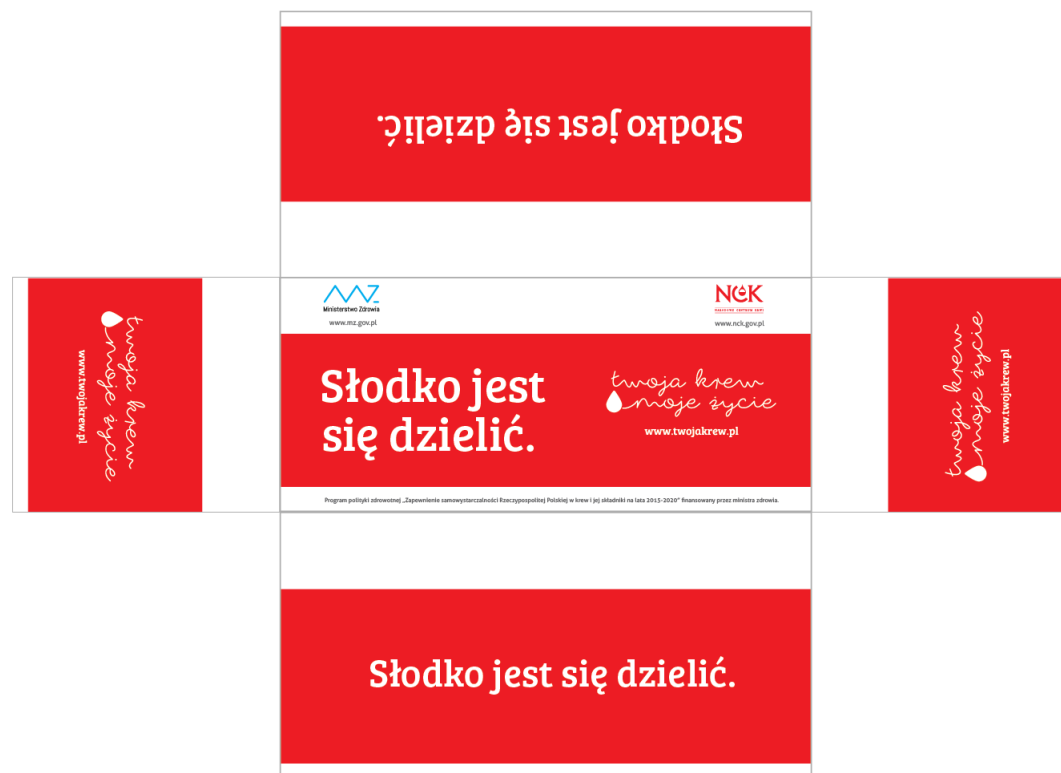 Słodko jest się dzielić.
Ministerstwo Zdrowia
www.mz.gov.pl
NCK
NARODOWE CENTRUM KRWI
www.nck.gov.pl
twoja krew
moje życie
www.twojakrew.pl
Słodko jest
się dzielić.
twoja krew
moje życie
www.twojakrew.pl
twoja krew
moje życie
www.twojakrew.pl
Program polityki zdrowotnej „Zapewnienie samowystarczalności Rzeczypospolitej Polskiej w krew i jej składniki na lata 2015-2020” finansowany przez ministra zdrowia.
Słodko jest się dzielić.